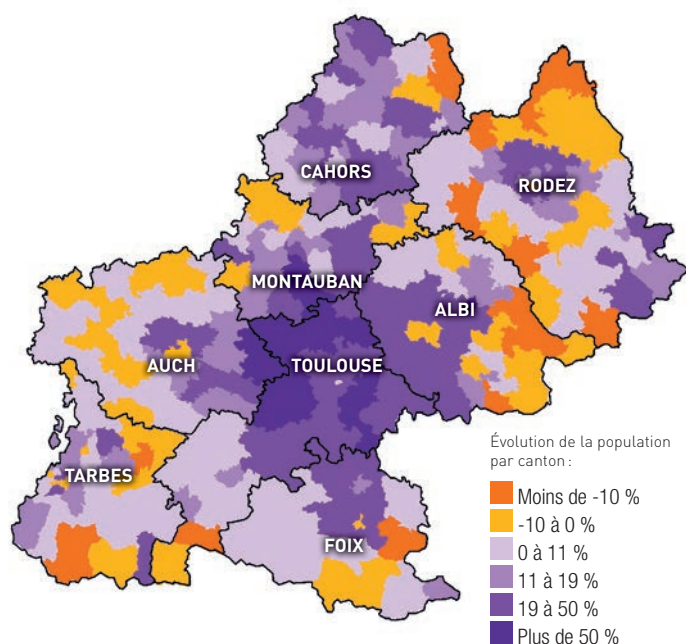 CAHORS
RODEZ
MONTAUBAN
ALBI
AUCH
TOULOUSE
TARBES
FOIX
Évolution de la population
par canton :
Moins de -10 %
-10 à 0 %
0 à 11 %
11 à 19 %
19 à 50 %
Plus de 50 %